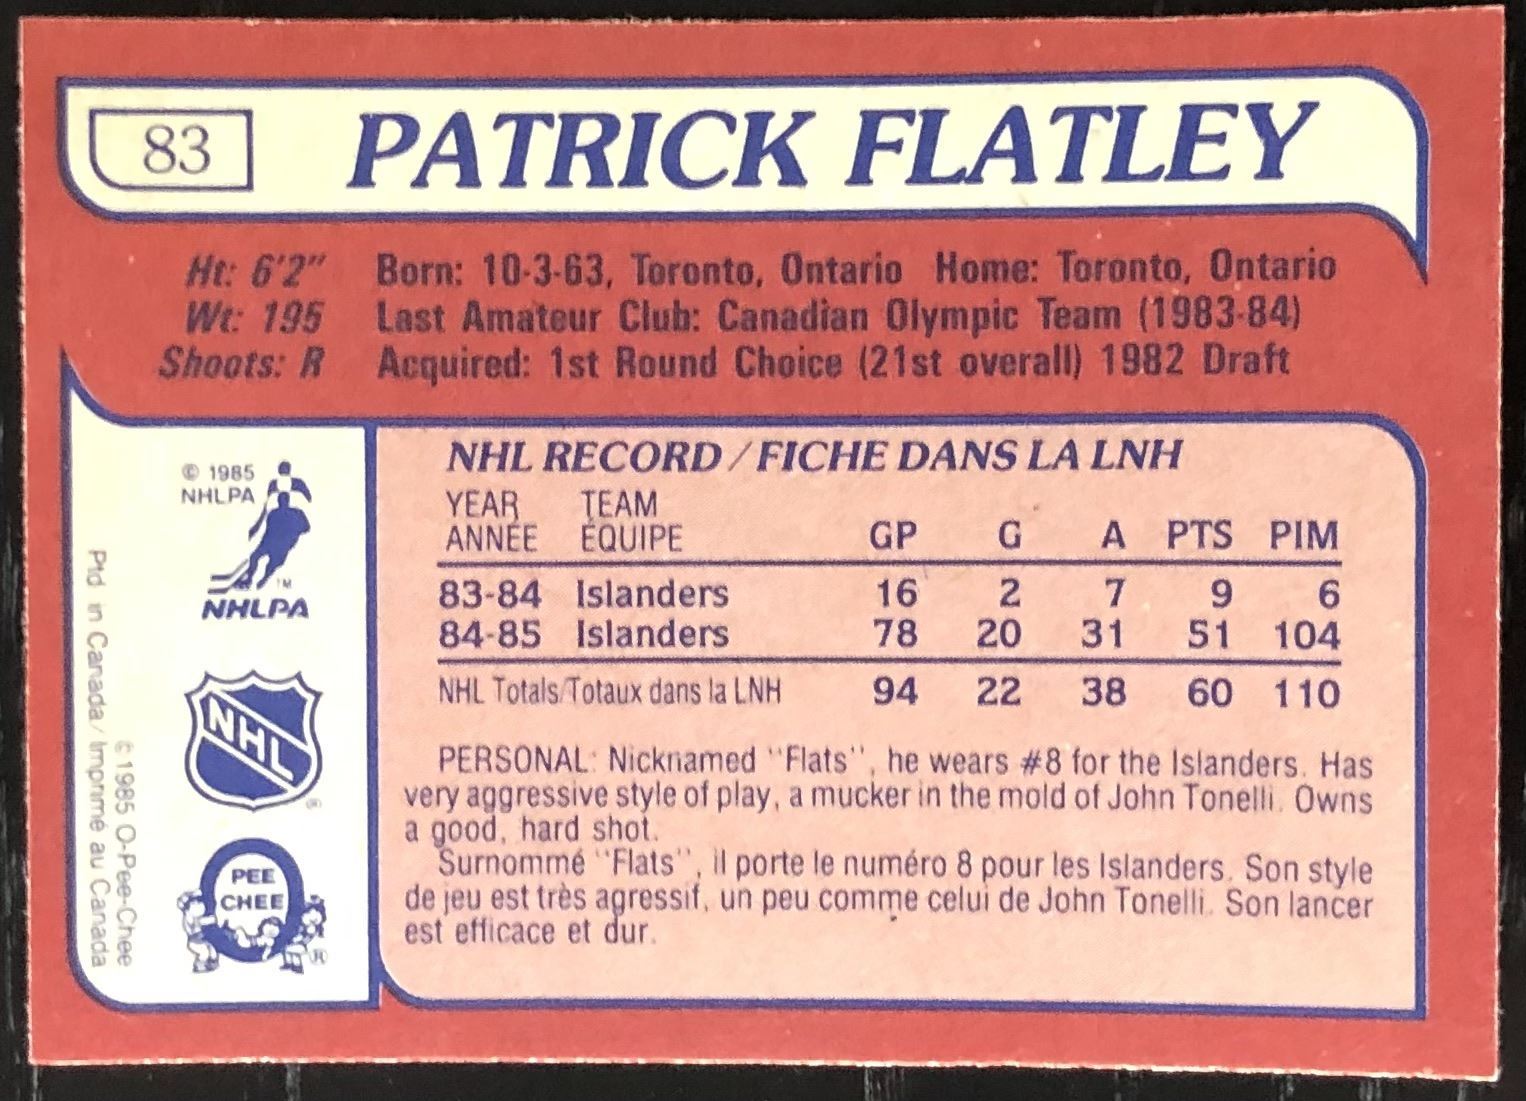 83
PATRICK FLATLEY
Ht: 6'2" Born: 10-3-63, Toronto, Ontario Home: Toronto, Ontario
Wt: 195 Last Amateur Club: Canadian Olympic Team (1983-84)
Shoots: R Acquired: 1st Round Choice (21st overall) 1982 Draft
© 1985
NHLPA
TM
NHLPA
NHL
®
PEE
CHEE
®
©1985 O-Pee-Chee
Ptd in Canada/Imprimé au Canada
NHL RECORD/FICHE DANS LA LNH
YEAR TEAM
ANNÉE ÉQUIPE GP G A PTS PIM
83-84 Islanders 16 2 7 9 6
84-85 Islanders 78 20 31 51 104
NHL Totals/Totaux dans la LNH 94 22 38 60 110
PERSONAL: Nicknamed "Flats", he wears #8 for the Islanders. Has
very aggressive style of play, a mucker in the mold of John Tonelli. Owns
a good, hard shot.
Surnommé "Flats", il porte le numéro 8 pour les Islanders. Son style
de jeu est très agressif, un peu comme celui de John Tonelli. Son lancer
est efficace et dur.